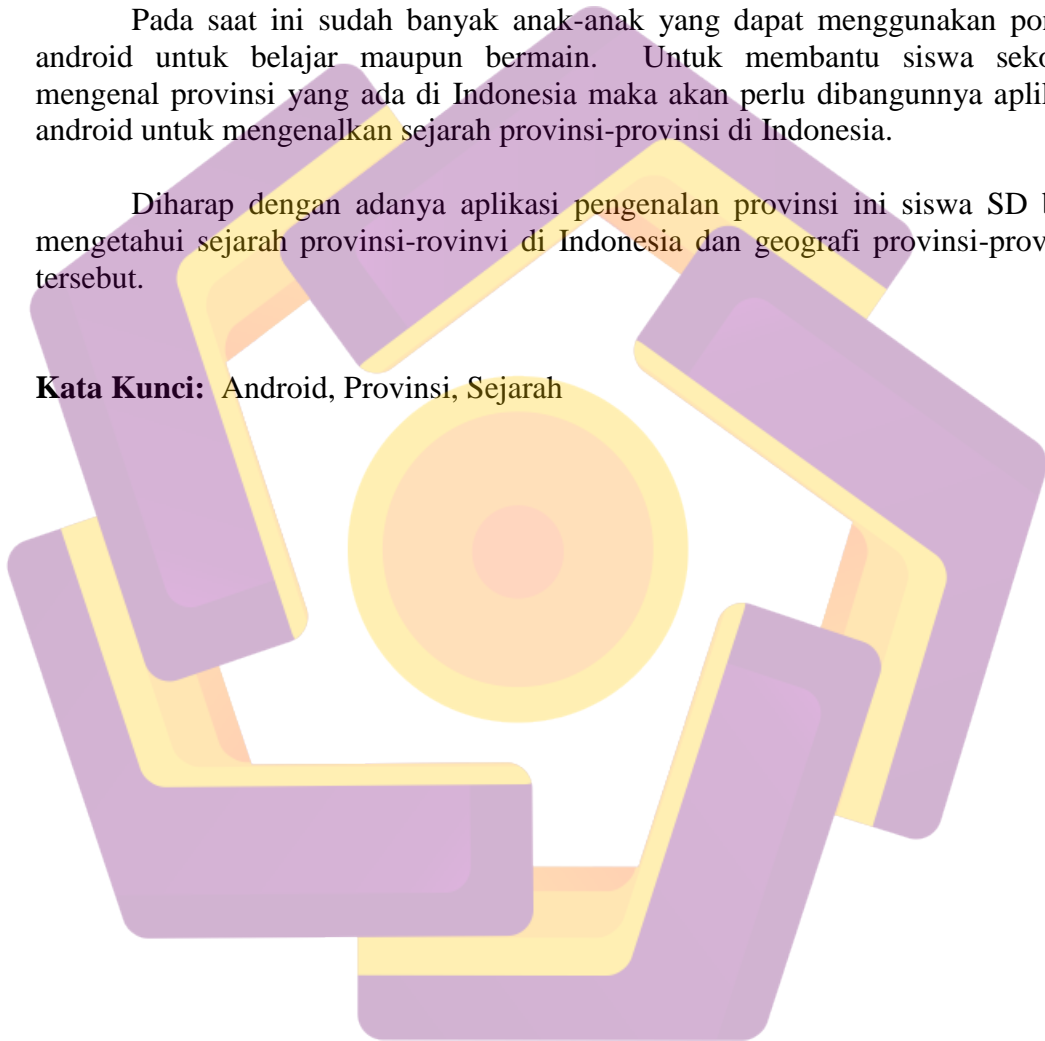 Pada saat ini sudah banyak anak-anak yang dapat menggunakan
android untuk belajar maupun bermain. Untuk membantu siswa
mengenal provinsi yang ada di Indonesia maka akan perlu dibangunnya
android untuk mengenalkan sejarah provinsi-provinsi di Indonesia.
Diharap dengan adanya aplikasi pengenalan provinsi ini siswa SD
mengetahui sejarah provinsi-rovinvi di Indonesia dan geografi
tersebut.
Kata Kunci: Android, Provinsi, Sejarah